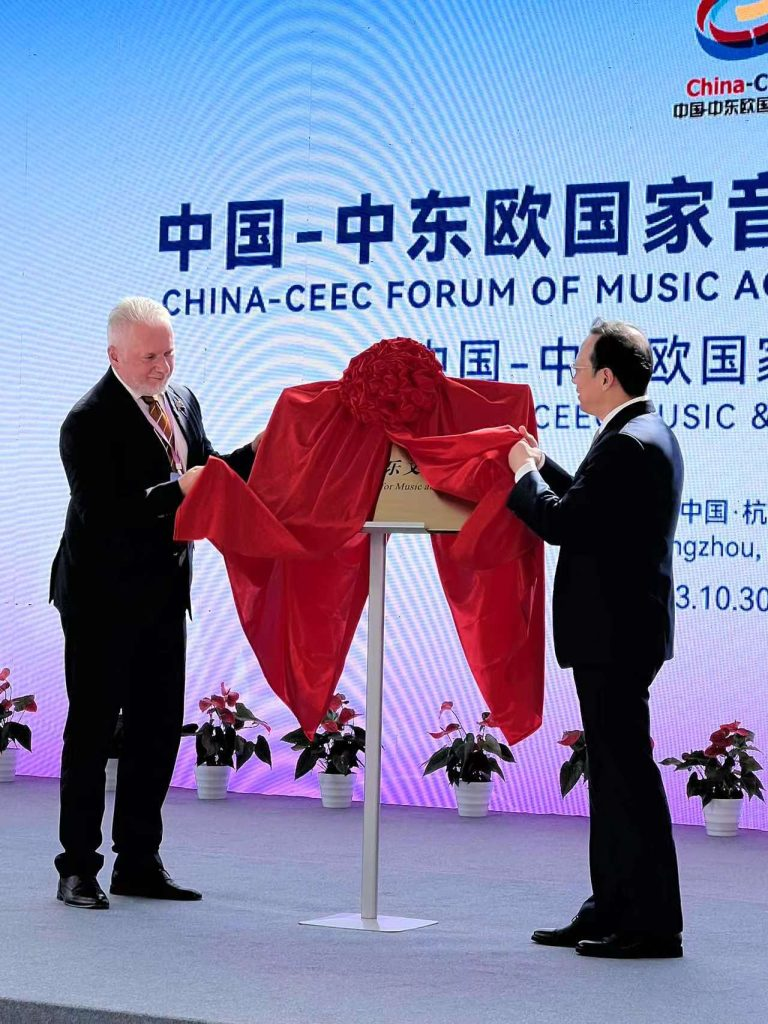 China-C
中国-中东欧国
中国-中东欧国家音
CHINA-CEEC FORUM OF MUSIC AC
中国-中 欧国家
CEEC MUSIC &
东文
for Music a
中国·杭
ngzhou,
3.10.30